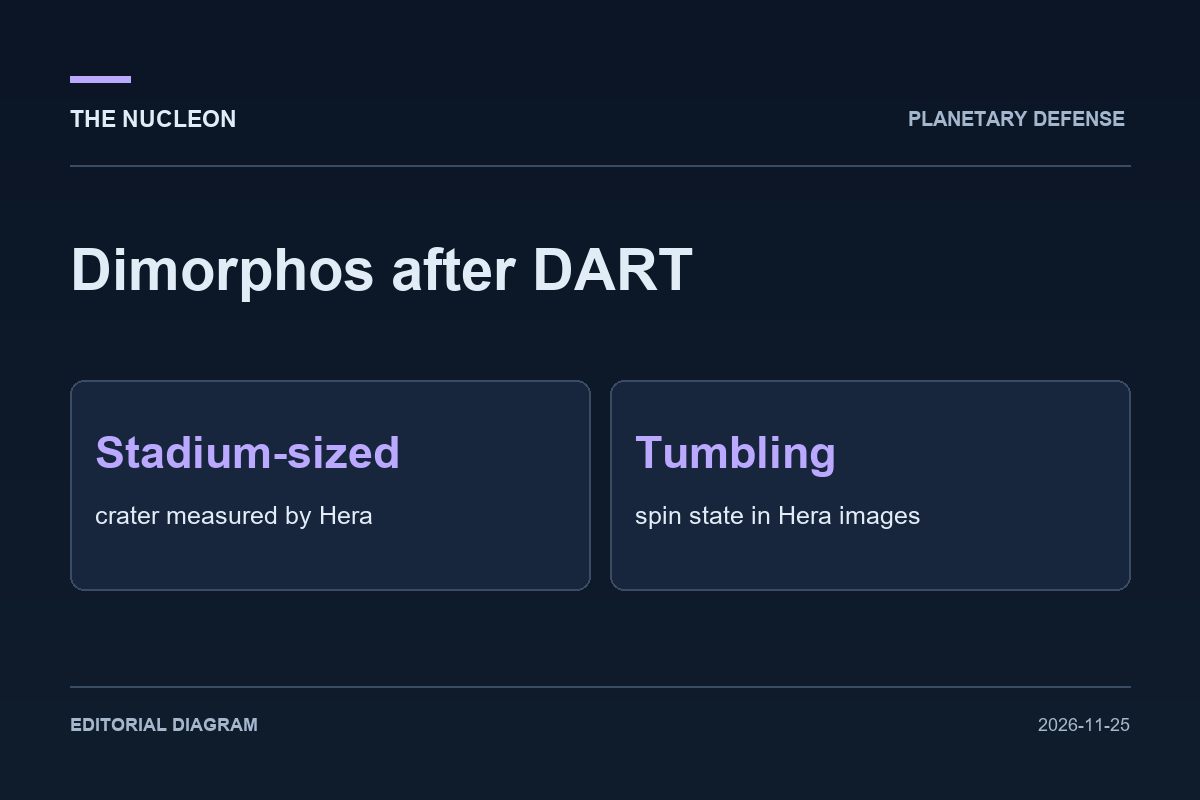 THE NUCLEON
PLANETARY DEFENSE
Dimorphos after DART
Stadium-sized
crater measured by Hera
Tumbling
spin state in Hera images
EDITORIAL DIAGRAM
2026-11-25